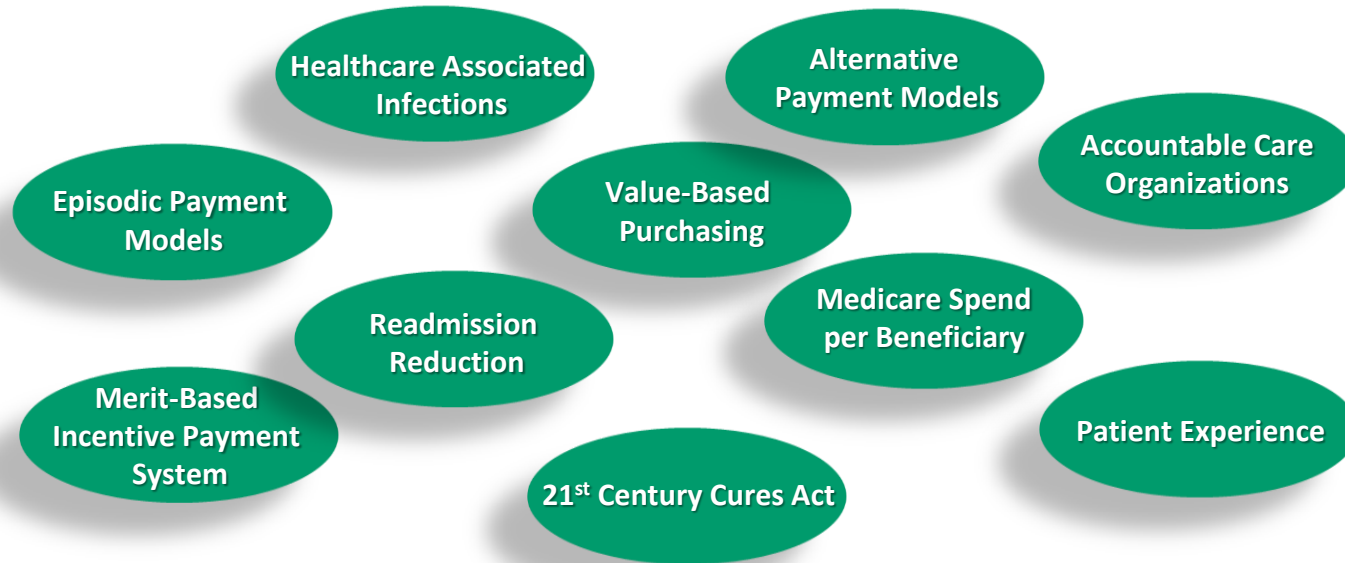 Healthcare Associated
Infections
Alternative
Payment Models
Accountable Care
Organizations
Episodic Payment
Models
Value-Based
Purchasing
Medicare Spend
per Beneficiary
Readmission
Reduction
Merit-Based
Incentive Payment
System
Patient Experience
21st Century Cures Act